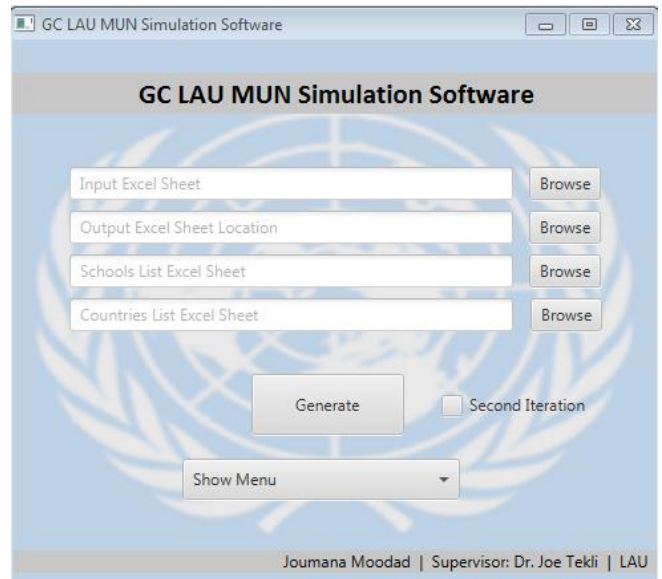 GC LAU MUN Simulation Software
GC LAU MUN Simulation Software
Input Excel Sheet Browse
Output Excel Sheet Location Browse
Schools List Excel Sheet Browse
Countries List Excel Sheet Browse
Generate Second Iteration
Show Menu
Joumana Moodad | Supervisor: Dr. Joe Tekli | LAU